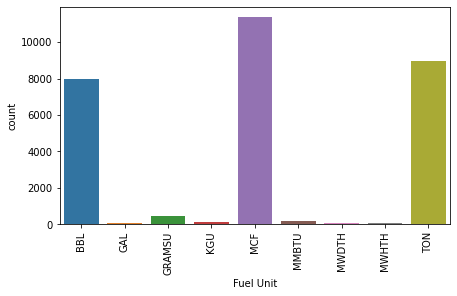 10000
8000
6000
4000
2000
0
count
BBL
GAL
GRAMSU
KGU
MCF
MMBTU
MWDTH
MWHTH
TON
Fuel Unit